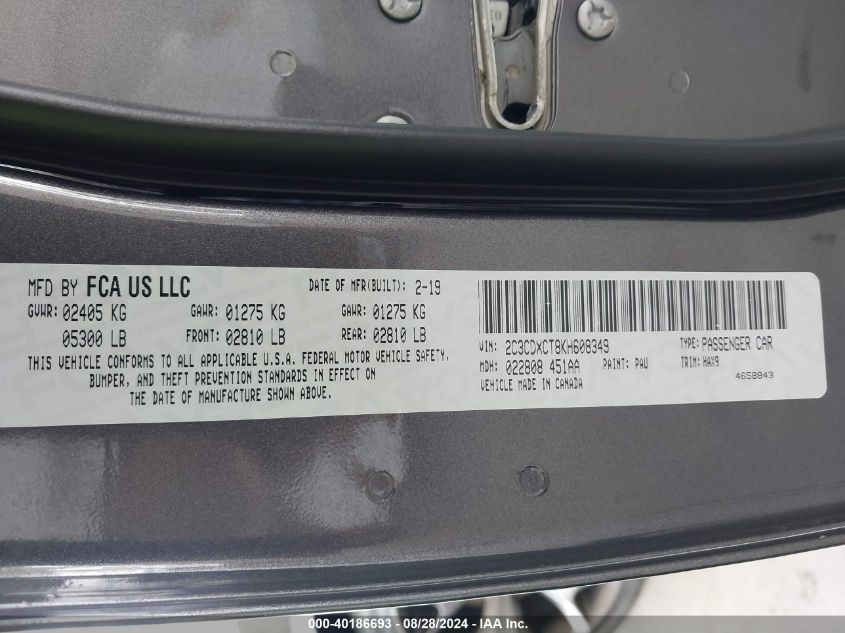 MFD BY FCA US LLC DATE OF MFR(BUILT): 2-19
GVWR: 02405 KG GAWR: 01275 KG GAWR: 01275 KG
05300 LB FRONT: 02810 LB REAR: 02810 LB
THIS VEHICLE CONFORMS TO ALL APPLICABLE U.S.A. FEDERAL MOTOR VEHICLE SAFETY,
BUMPER, AND THEFT PREVENTION STANDARDS IN EFFECT ON
THE DATE OF MANUFACTURE SHOWN ABOVE.
VIN: 2C3CDXCT8KH608349 TYPE: PASSENGER CAR
MDH: 022808 451AA PAINT: PAU TRIM: HAX9
VEHICLE MADE IN CANADA 4658843
000-40186693 - 08/28/2024 - IAA Inc.